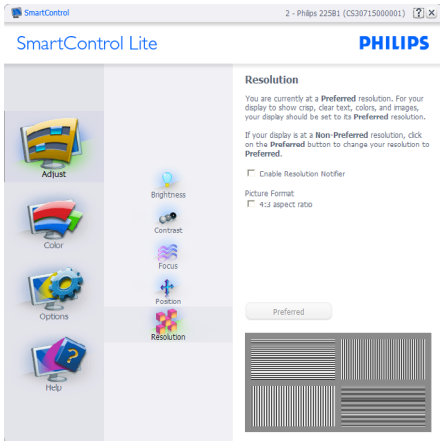 SmartControl
2 - Philips 225B1 (CS30715000001)
SmartControl Lite
PHILIPS
Adjust
Color
Options
Help
Brightness
Contrast
Focus
Position
Resolution
Resolution
You are currently at a Preferred resolution. For your
display to show crisp, clear text, colors, and images,
your display should be set to its Preferred resolution.
If your display is at a Non-Preferred resolution, click
on the Preferred button to change your resolution to
Preferred.
Enable Resolution Notifier
Picture Format
4:3 aspect ratio
Preferred